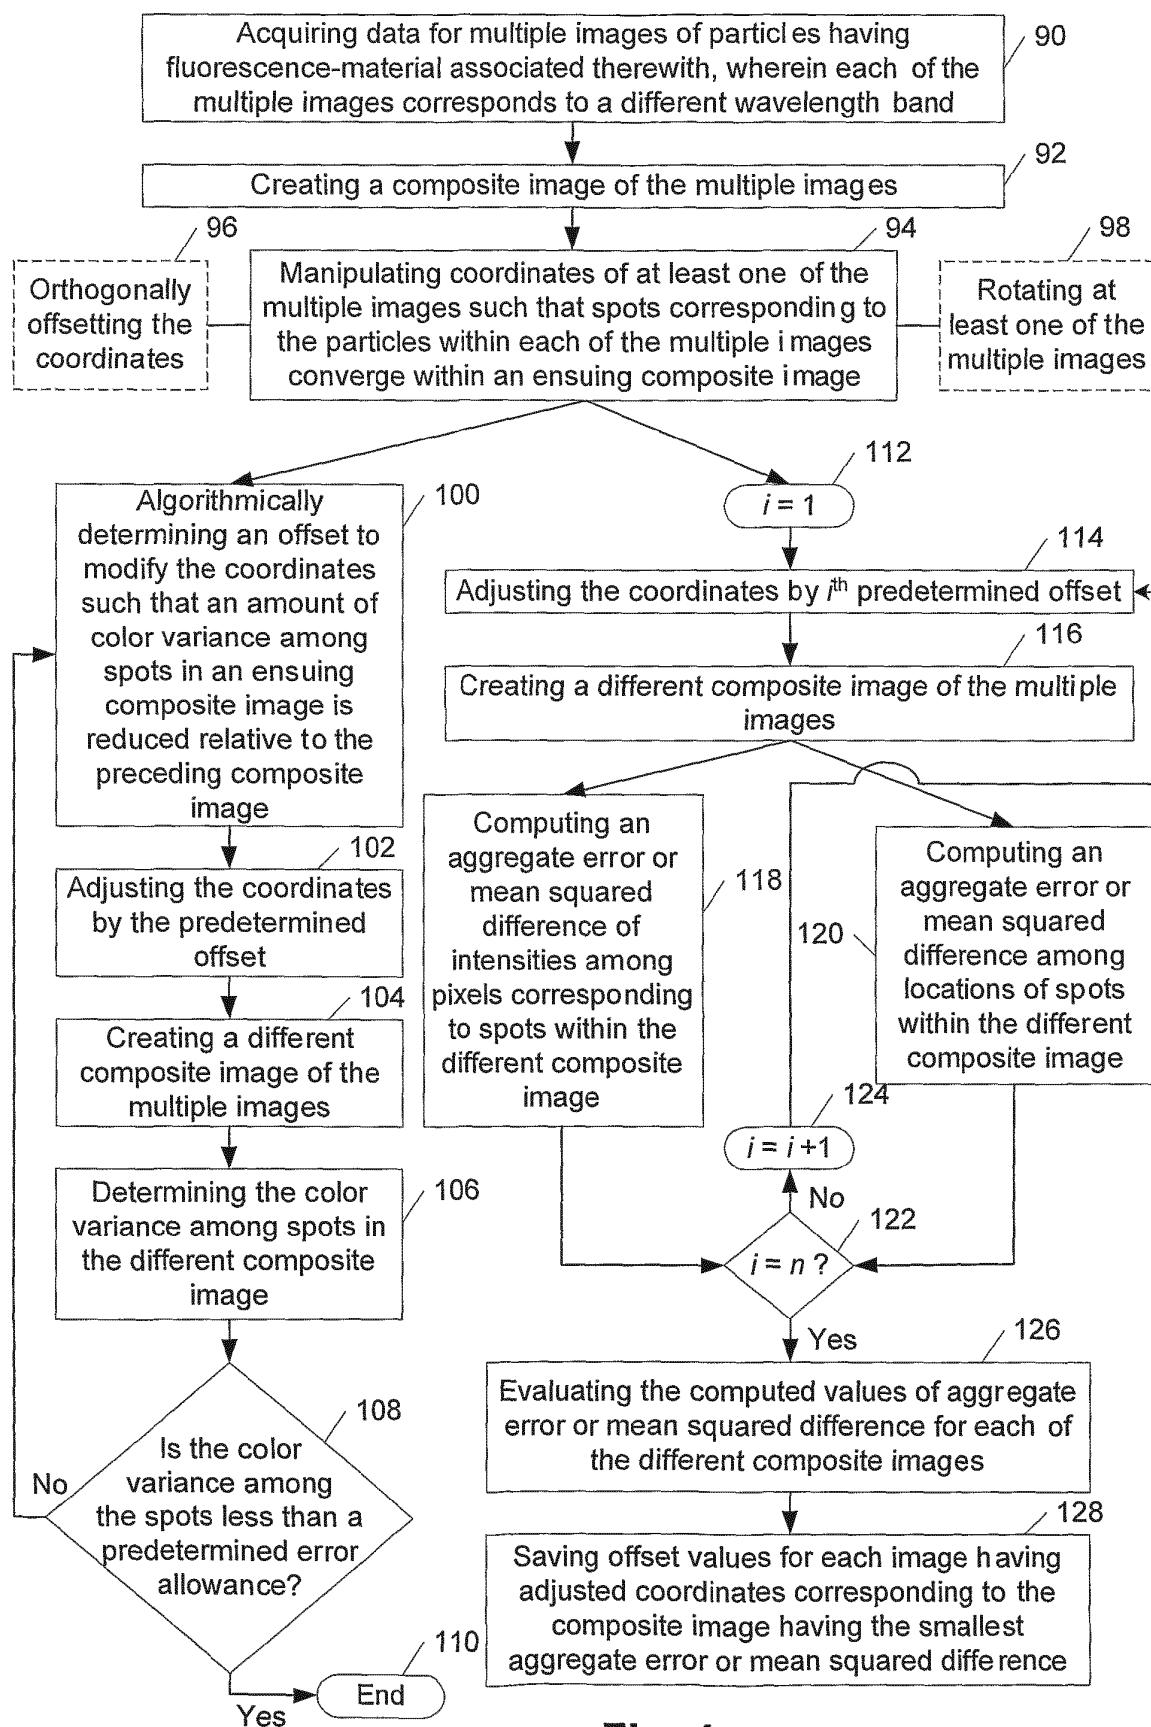 Acquiring data for multiple images of particles having
fluorescence-material associated therewith, wherein each of the
multiple images corresponds to a different wavelength band
90
Creating a composite image of the multiple images
92
96
94
98
Orthogonally
offsetting the
coordinates
Manipulating coordinates of at least one of the
multiple images such that spots corresponding to
the particles within each of the multiple images
converge within an ensuing composite image
Rotating at
least one of the
multiple images
Algorithmically
determining an offset to
modify the coordinates
such that an amount of
color variance among
spots in an ensuing
composite image is
reduced relative to the
preceding composite
image
100
102
Adjusting the coordinates
by the predetermined
offset
104
Creating a different
composite image of the
multiple images
Determining the color
variance among spots in
the different composite
image
106
108
Is the color
variance among
the spots less than a
predetermined error
allowance?
No
Yes
110
End
112
i = 1
114
Adjusting the coordinates by ith predetermined offset
116
Creating a different composite image of the multiple
images
Computing an
aggregate error or
mean squared
difference of
intensities among
pixels corresponding
to spots within the
different composite
image
118
Computing an
aggregate error or
mean squared
difference among
locations of spots
within the different
composite image
120
124
i = i +1
No
122
i = n ?
Yes
126
Evaluating the computed values of aggregate
error or mean squared difference for each of
the different composite images
128
Saving offset values for each image having
adjusted coordinates corresponding to the
composite image having the smallest
aggregate error or mean squared difference